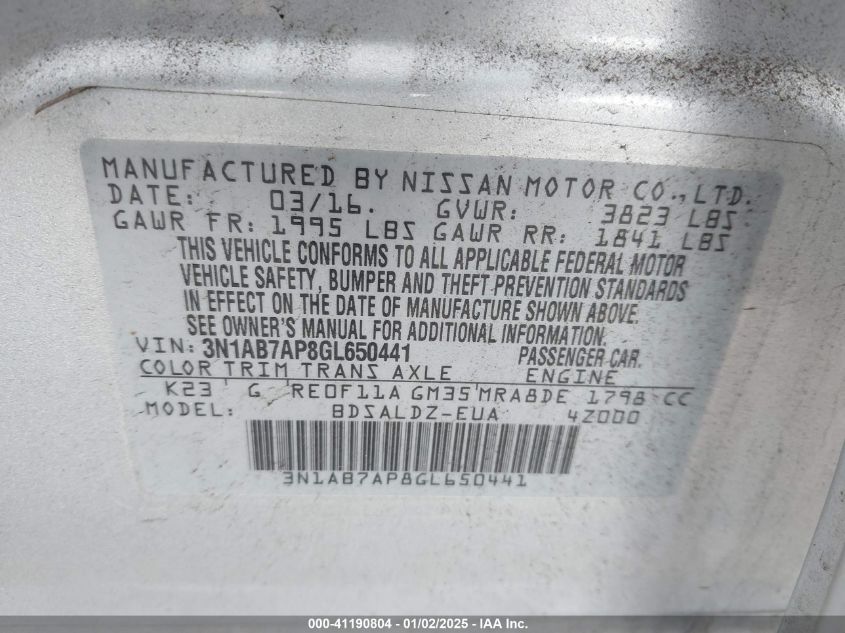 MANUFACTURED BY NISSAN MOTOR CO., LTD.
DATE: 03/16. GVWR: 3823 LBS
GAWR FR: 1995 LBS GAWR RR: 1841 LBS
THIS VEHICLE CONFORMS TO ALL APPLICABLE FEDERAL MOTOR
VEHICLE SAFETY, BUMPER AND THEFT PREVENTION STANDARDS
IN EFFECT ON THE DATE OF MANUFACTURE SHOWN ABOVE.
SEE OWNER'S MANUAL FOR ADDITIONAL INFORMATION.
VIN: 3N1AB7AP8GL650441 PASSENGER CAR.
COLOR TRIM TRANS AXLE ENGINE
K23 G RE0F11A GM35 MRA8DE 1798 CC
MODEL: BDSALDZ-EUA 4Z000
3N1AB7AP8GL650441
000-41190804 | 01/02/2025 - IAA Inc.